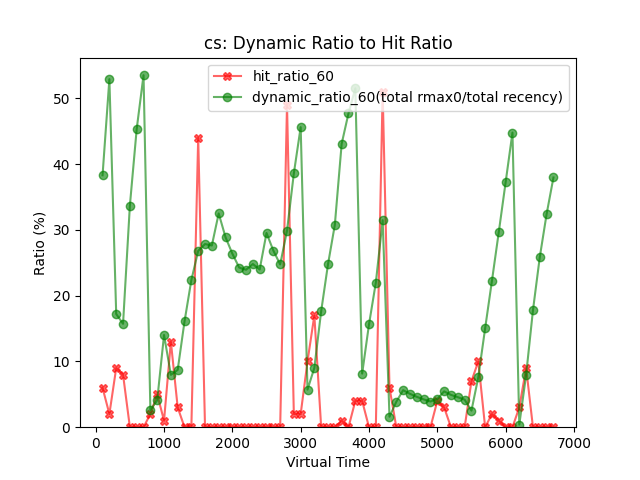 cs: Dynamic Ratio to Hit Ratio
hit_ratio_60
dynamic_ratio_60(total rmax0/total recency)
Ratio (%)
50
40
30
20
10
0
0 1000 2000 3000 4000 5000 6000 7000
Virtual Time